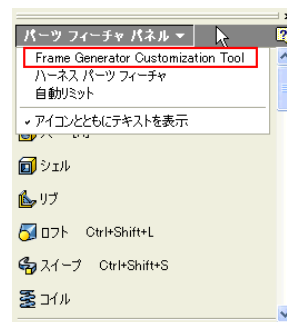 パーツ フィーチャ パネル
Frame Generator Customization Tool
ハーネス パーツ フィーチャ
自動リミット
アイコンとともにテキストを表示
シェル
リブ
ロフト Ctrl+Shift+L
スイープ Ctrl+Shift+S
コイル